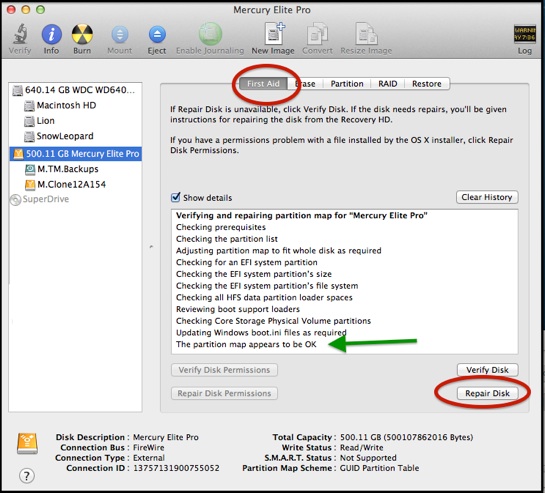 Mercury Elite Pro
Verify
Info
Burn
Mount
Eject
Enable Journaling
New Image
Convert
Resize Image
Log
640.14 GB WDC WD640...
Macintosh HD
Lion
SnowLeopard
500.11 GB Mercury Elite Pro
M.TM.Backups
M.Clone12A154
SuperDrive
First Aid
Erase
Partition
RAID
Restore
If Repair Disk is unavailable, click Verify Disk. If the disk needs repairs, you'll be given
instructions for repairing the disk from the Recovery HD.
If you have a permissions problem with a file installed by the OS X installer, click Repair
Disk Permissions.
Show details
Clear History
Verifying and repairing partition map for “Mercury Elite Pro”
Checking prerequisites
Checking the partition list
Adjusting partition map to fit whole disk as required
Checking for an EFI system partition
Checking the EFI system partition's size
Checking the EFI system partition's file system
Checking all HFS data partition loader spaces
Reviewing boot support loaders
Checking Core Storage Physical Volume partitions
Updating Windows boot.ini files as required
The partition map appears to be OK
Verify Disk Permissions
Verify Disk
Repair Disk Permissions
Repair Disk
Disk Description : Mercury Elite Pro
Connection Bus : FireWire
Connection Type : External
Connection ID : 13757131900755052
Total Capacity : 500.11 GB (500107862016 Bytes)
Write Status : Read/Write
S.M.A.R.T. Status : Not Supported
Partition Map Scheme : GUID Partition Table
?